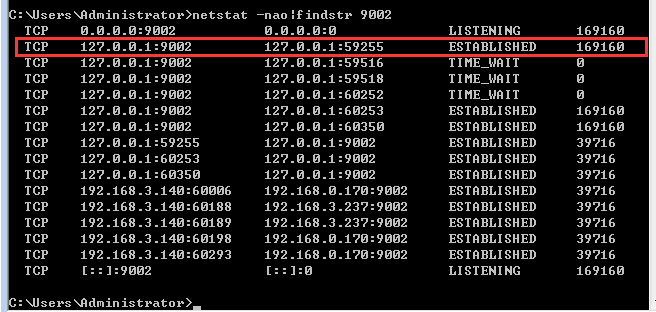 C:\Users\Administrator>netstat -nao|findstr 9002
TCP 0.0.0.0:9002 0.0.0.0:0 LISTENING 169160
TCP 127.0.0.1:9002 127.0.0.1:59255 ESTABLISHED 169160
TCP 127.0.0.1:9002 127.0.0.1:59516 TIME_WAIT 0
TCP 127.0.0.1:9002 127.0.0.1:59518 TIME_WAIT 0
TCP 127.0.0.1:9002 127.0.0.1:60252 TIME_WAIT 0
TCP 127.0.0.1:9002 127.0.0.1:60253 ESTABLISHED 169160
TCP 127.0.0.1:9002 127.0.0.1:60350 ESTABLISHED 169160
TCP 127.0.0.1:59255 127.0.0.1:9002 ESTABLISHED 39716
TCP 127.0.0.1:60253 127.0.0.1:9002 ESTABLISHED 39716
TCP 127.0.0.1:60350 127.0.0.1:9002 ESTABLISHED 39716
TCP 192.168.3.140:60006 192.168.0.170:9002 ESTABLISHED 39716
TCP 192.168.3.140:60188 192.168.3.237:9002 ESTABLISHED 39716
TCP 192.168.3.140:60189 192.168.3.237:9002 ESTABLISHED 39716
TCP 192.168.3.140:60198 192.168.0.170:9002 ESTABLISHED 39716
TCP 192.168.3.140:60293 192.168.0.170:9002 ESTABLISHED 39716
TCP [::]:9002 [::]:0 LISTENING 169160
C:\Users\Administrator>_